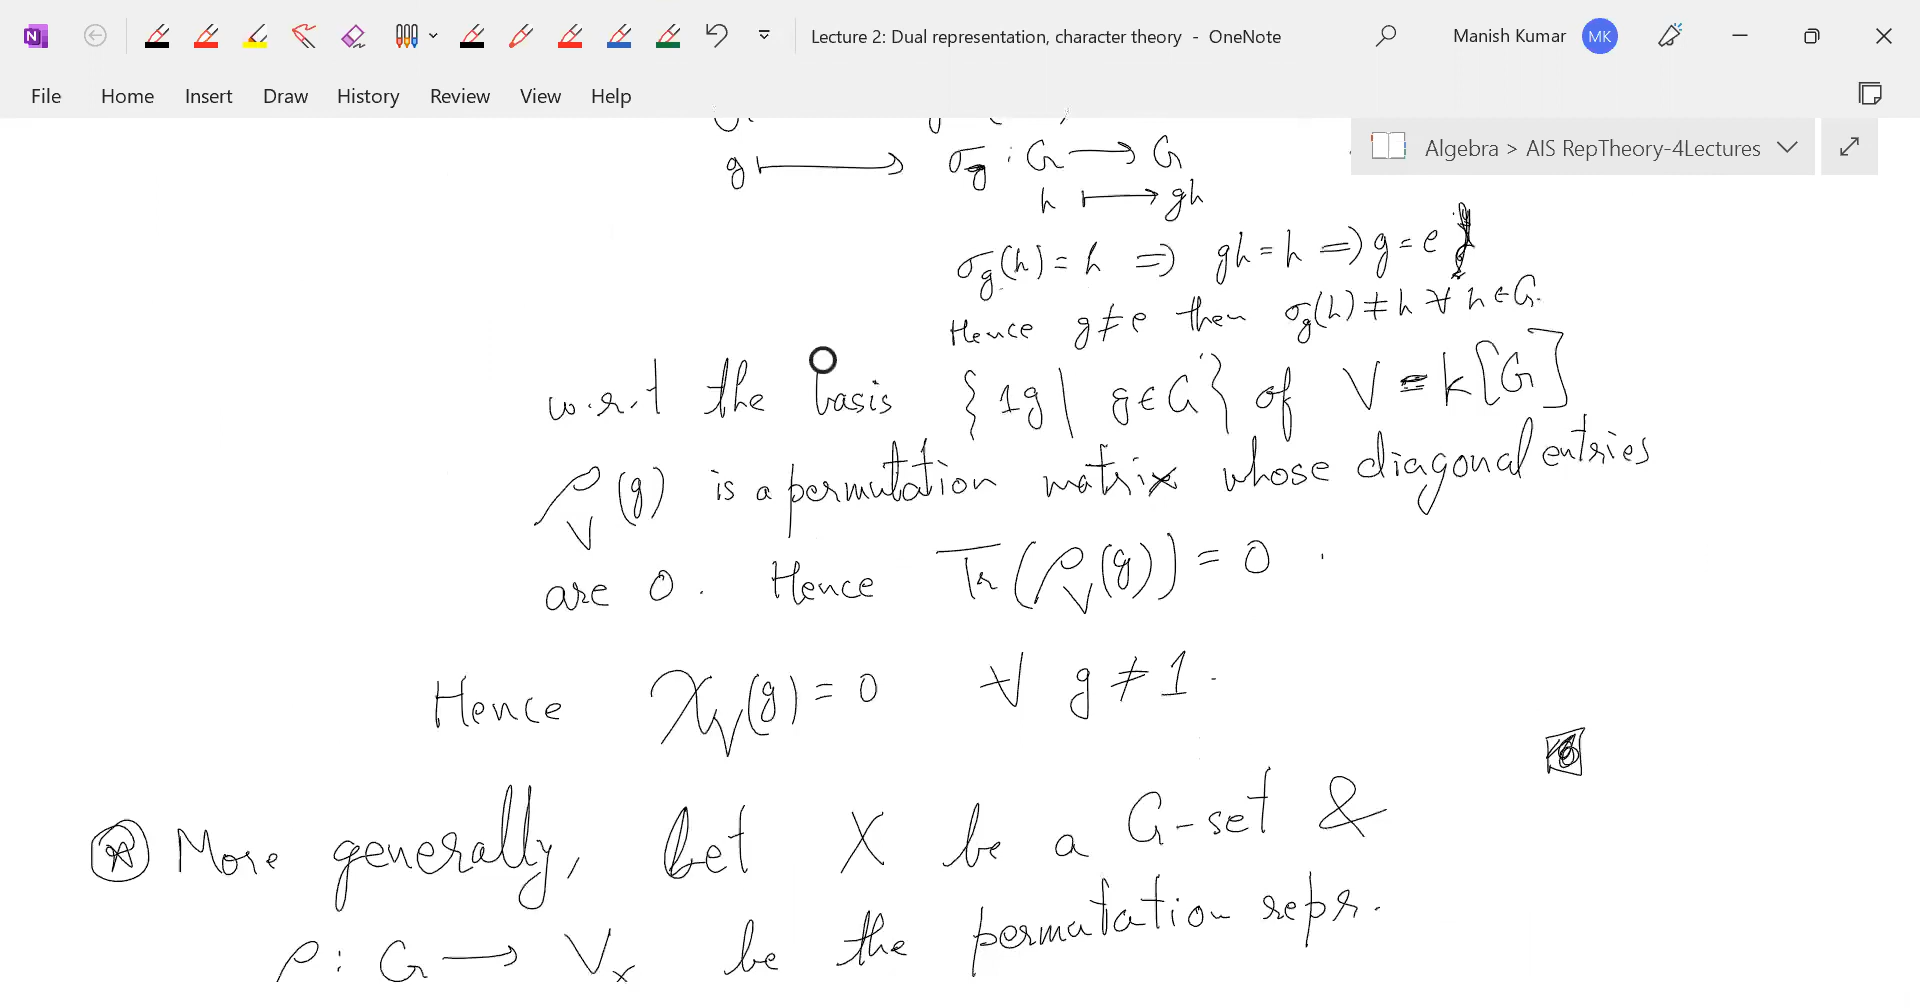 Lecture 2: Dual representation, character theory - OneNote
Manish Kumar MK
File Home Insert Draw History Review View Help
Algebra > AIS RepTheory-4Lectures
g ⟼ σ_g : G ⟶ G
h ⟼ gh
σ_g(h) = h ⇒ gh = h ⇒ g = e
Hence g ≠ e then σ_g(h) ≠ h ∀ h ∈ G.
w.r.t the basis { 1g | g ∈ G } of V = k[G]
ρ_V(g) is a permutation matrix whose diagonal entries
are 0. Hence Tr(ρ_V(g)) = 0.
Hence χ_V(g) = 0 ∀ g ≠ 1.
More generally, Let X be a G-set &
ρ : G ⟶ V_X be the permutation repr.